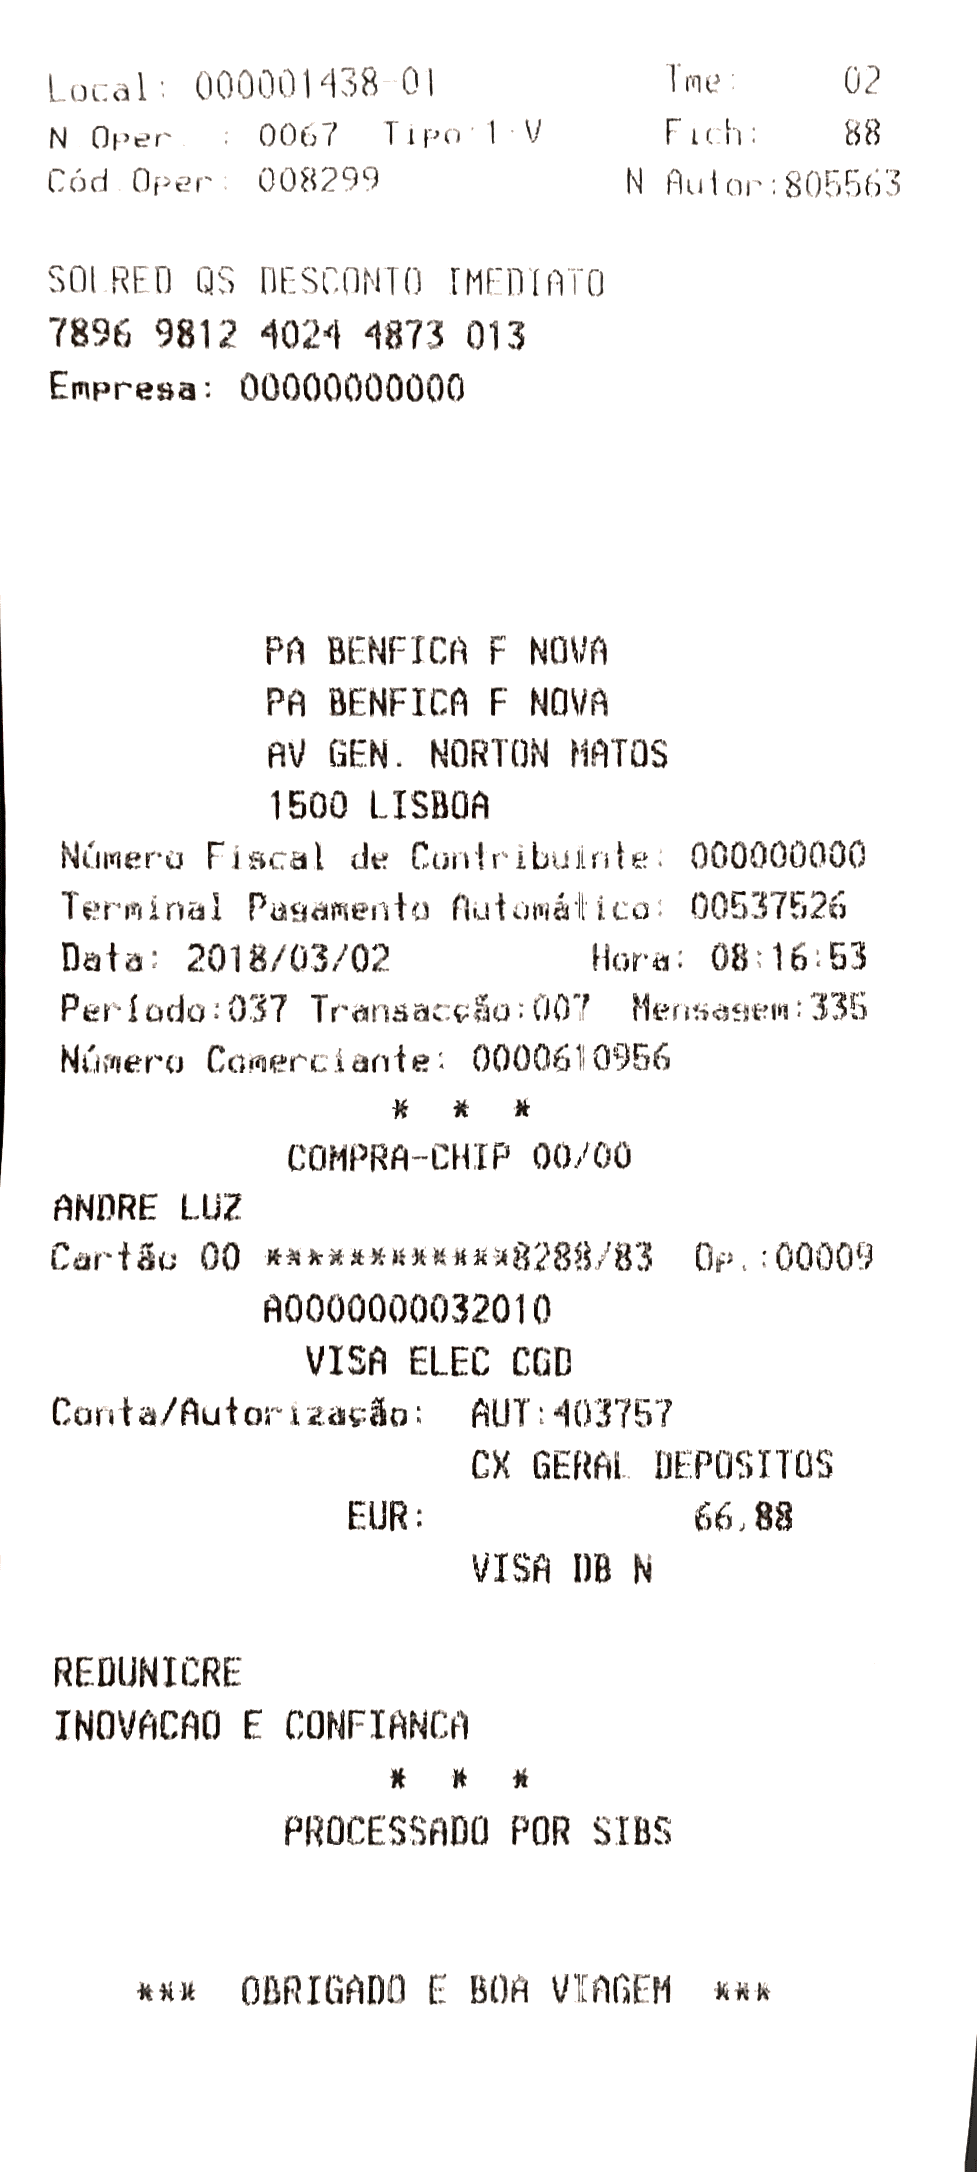 Local: 000001438-01 Tme: 02
N Oper. : 0067 Tipo:1-V Fich: 88
Cód.Oper: 008299 N Autor:805563
SOLRED QS DESCONTO IMEDIATO
7896 9812 4024 4873 013
Empresa: 00000000000
PA BENFICA F NOVA
PA BENFICA F NOVA
AV GEN. NORTON MATOS
1500 LISBOA
Número Fiscal de Contribuinte: 000000000
Terminal Pagamento Automático: 00537526
Data: 2018/03/02 Hora: 08:16:53
Período:037 Transacção:007 Mensagem:335
Número Comerciante: 0000610956
* * *
COMPRA-CHIP 00/00
ANDRE LUZ
Cartão 00 ************8288/83 Op.:00009
A0000000032010
VISA ELEC CGD
Conta/Autorização: AUT:403757
CX GERAL DEPOSITOS
EUR: 66,88
VISA DB N
REDUNICRE
INOVACAO E CONFIANCA
* * *
PROCESSADO POR SIBS
*** OBRIGADO E BOA VIAGEM ***